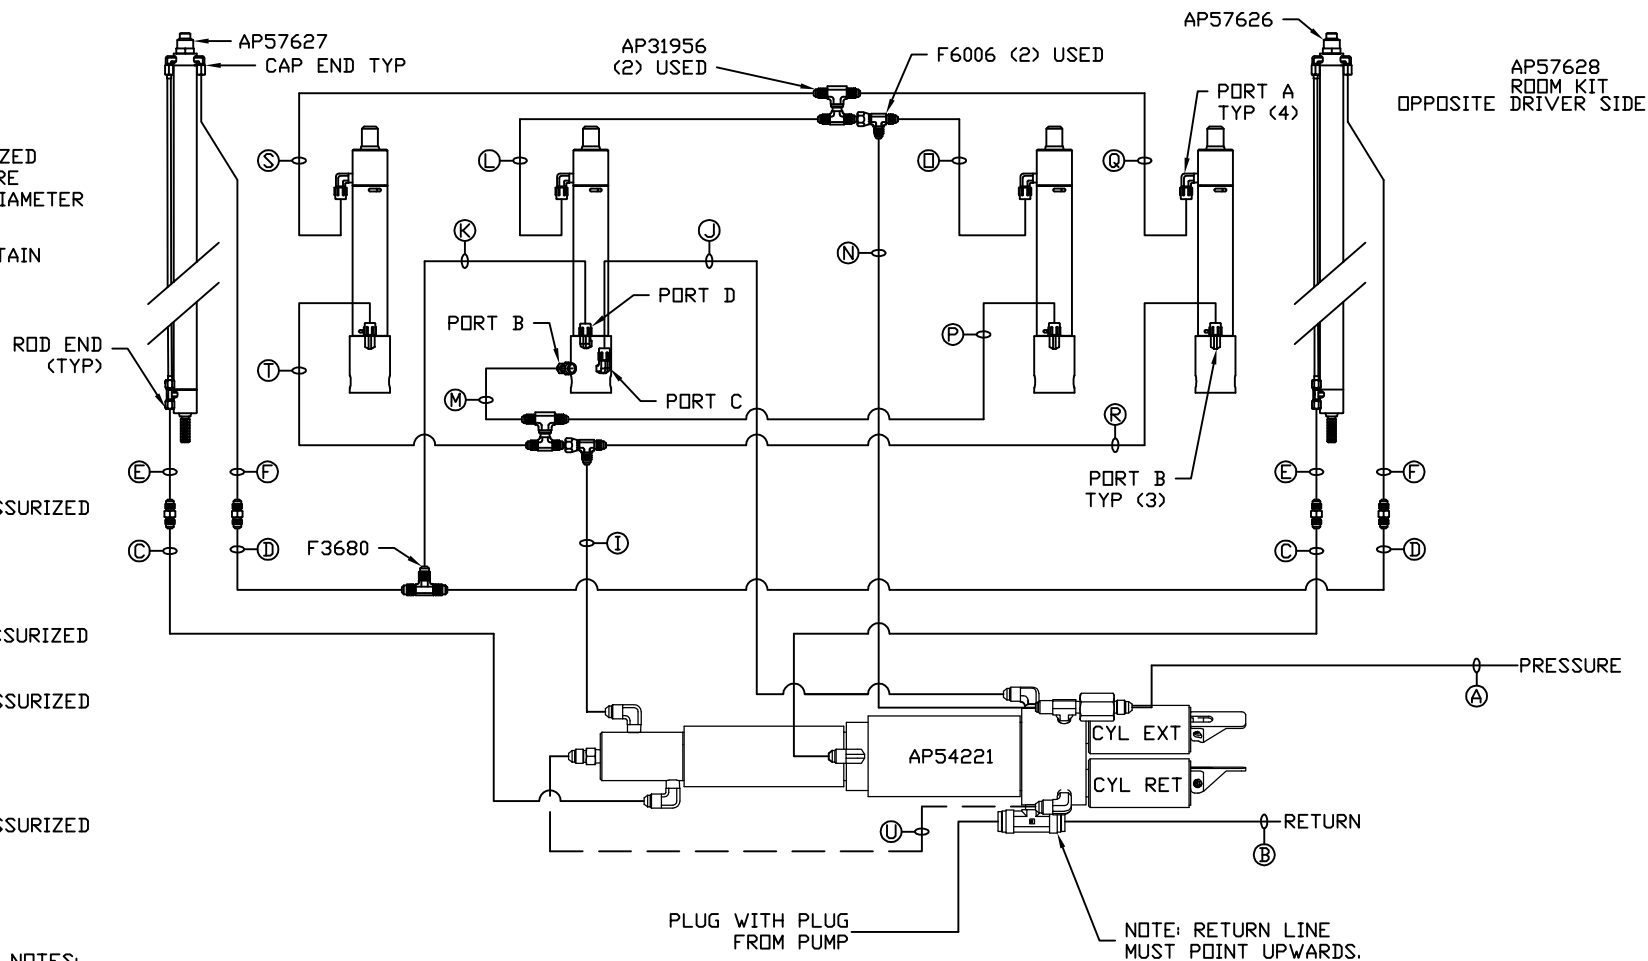 AP57627
CAP END TYP
AP31956
(2) USED
F6006 (2) USED
AP57626
AP57628
ROOM KIT
OPPOSITE DRIVER SIDE
PORT A
TYP (4)
ZED
RE
IAMETER
TAIN
S
L
O
Q
K
J
N
PORT D
PORT B
P
ROD END
(TYP)
T
M
PORT C
R
E
F
PORT B
TYP (3)
E
F
SSURIZED
C
D
F3680
I
C
D
SSURIZED
PRESSURE
A
SSURIZED
CYL EXT
AP54221
CYL RET
SSURIZED
U
RETURN
B
PLUG WITH PLUG
FROM PUMP
NOTE: RETURN LINE
MUST POINT UPWARDS.
NOTES: